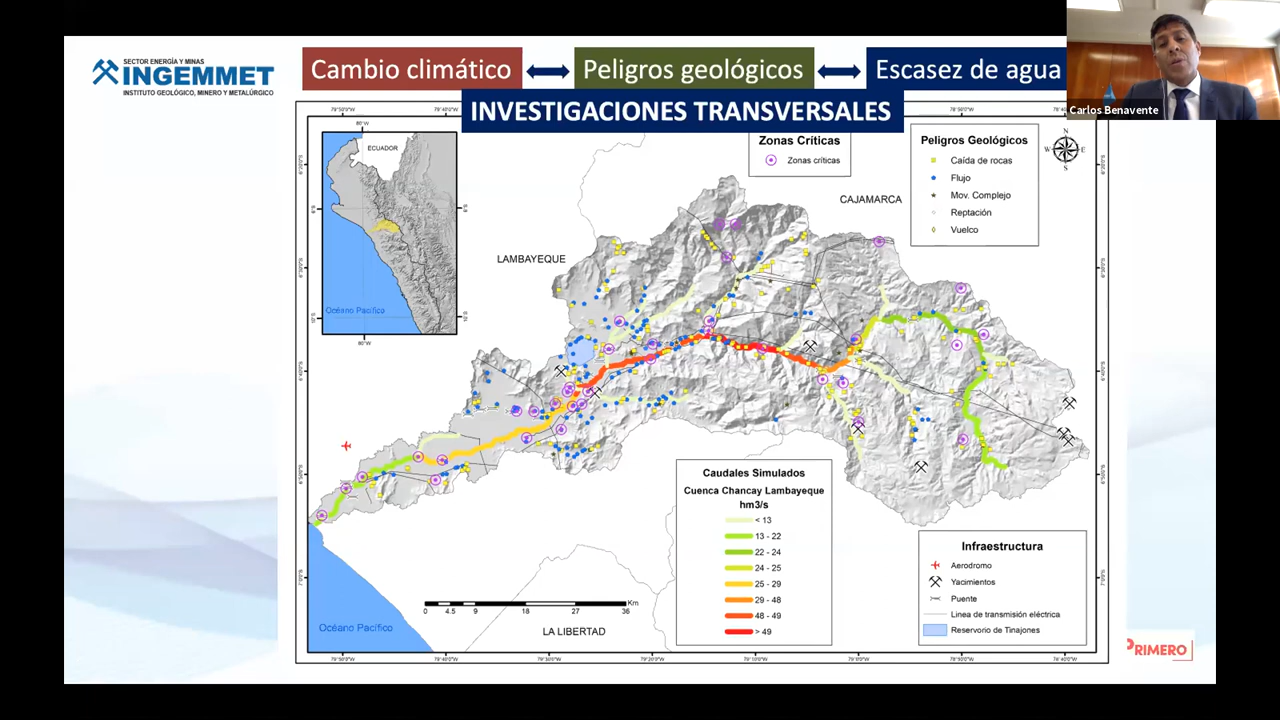 SECTOR ENERGÍA Y MINAS
INGEMMET
INSTITUTO GEOLÓGICO, MINERO Y METALÚRGICO
Cambio climático
Peligros geológicos
Escasez de agua
INVESTIGACIONES TRANSVERSALES
Carlos Benavente
80°W
ECUADOR
Océano Pacífico
80°W
Zonas Críticas
Zonas críticas
Peligros Geológicos
Caída de rocas
Flujo
Mov. Complejo
Reptación
Vuelco
N
W
E
S
CAJAMARCA
LAMBAYEQUE
Caudales Simulados
Cuenca Chancay Lambayeque
hm3/s
< 13
13 - 22
22 - 24
24 - 25
25 - 29
29 - 48
48 - 49
> 49
Infraestructura
Aerodromo
Yacimientos
Puente
Linea de transmisión eléctrica
Reservorio de Tinajones
Km
0 4.5 9 18 27 36
Océano Pacífico
LA LIBERTAD
PRIMERO